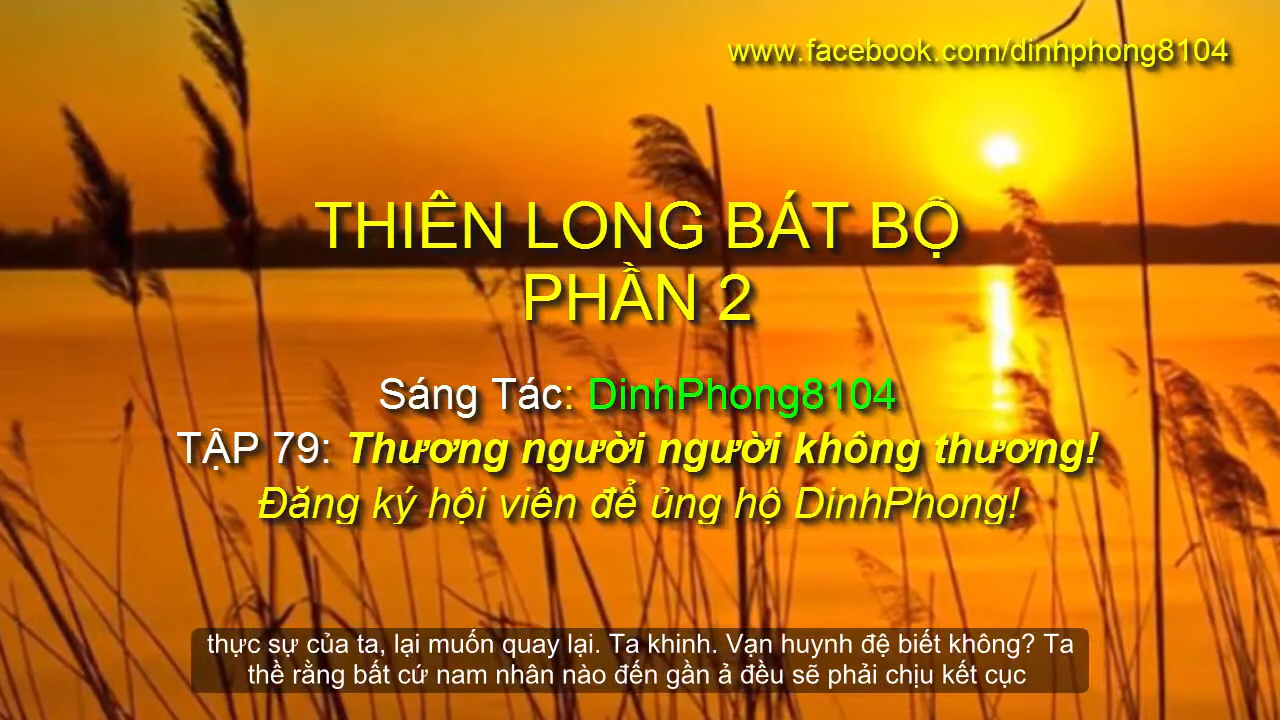 www.facebook.com/dinhphong8104
THIÊN LONG BÁT BỘ
PHẦN 2
Sáng Tác: DinhPhong8104
TẬP 79: Thương người người không thương!
Đăng ký hội viên để ủng hộ DinhPhong!
thực sự của ta, lại muốn quay lại. Ta khinh. Vạn huynh đệ biết không? Ta
thề rằng bất cứ nam nhân nào đến gần ả đều sẽ phải chịu kết cục